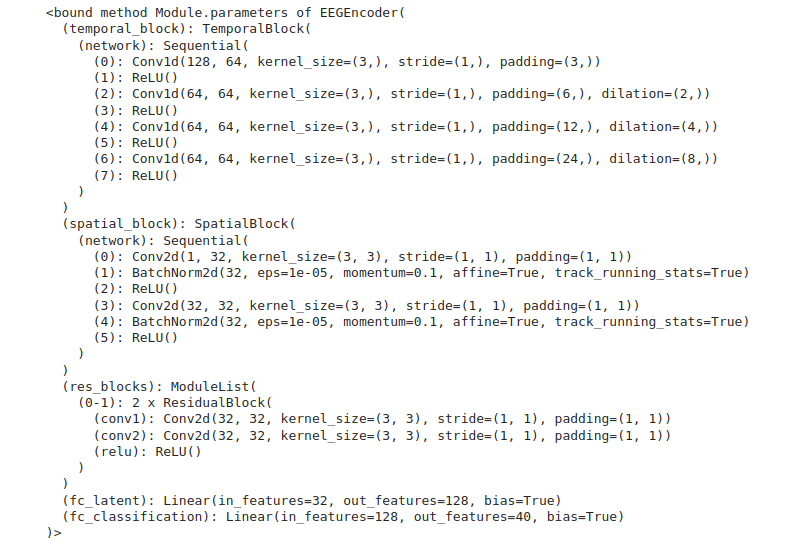 <bound method Module.parameters of EEGEncoder(
  (temporal_block): TemporalBlock(
    (network): Sequential(
      (0): Conv1d(128, 64, kernel_size=(3,), stride=(1,), padding=(3,))
      (1): ReLU()
      (2): Conv1d(64, 64, kernel_size=(3,), stride=(1,), padding=(6,), dilation=(2,))
      (3): ReLU()
      (4): Conv1d(64, 64, kernel_size=(3,), stride=(1,), padding=(12,), dilation=(4,))
      (5): ReLU()
      (6): Conv1d(64, 64, kernel_size=(3,), stride=(1,), padding=(24,), dilation=(8,))
      (7): ReLU()
    )
  )
  (spatial_block): SpatialBlock(
    (network): Sequential(
      (0): Conv2d(1, 32, kernel_size=(3, 3), stride=(1, 1), padding=(1, 1))
      (1): BatchNorm2d(32, eps=1e-05, momentum=0.1, affine=True, track_running_stats=True)
      (2): ReLU()
      (3): Conv2d(32, 32, kernel_size=(3, 3), stride=(1, 1), padding=(1, 1))
      (4): BatchNorm2d(32, eps=1e-05, momentum=0.1, affine=True, track_running_stats=True)
      (5): ReLU()
    )
  )
  (res_blocks): ModuleList(
    (0-1): 2 x ResidualBlock(
      (conv1): Conv2d(32, 32, kernel_size=(3, 3), stride=(1, 1), padding=(1, 1))
      (conv2): Conv2d(32, 32, kernel_size=(3, 3), stride=(1, 1), padding=(1, 1))
      (relu): ReLU()
    )
  )
  (fc_latent): Linear(in_features=32, out_features=128, bias=True)
  (fc_classification): Linear(in_features=128, out_features=40, bias=True)
)>